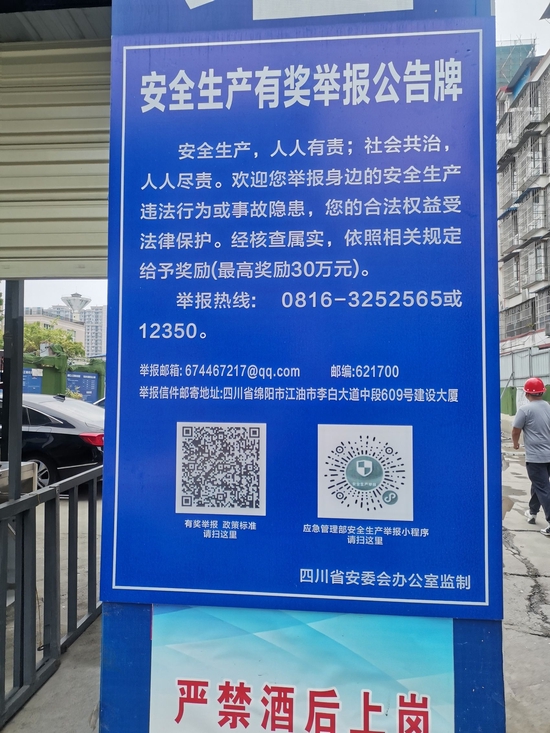 安全生产有奖举报公告牌
安全生产，人人有责；社会共治，
人人尽责。欢迎您举报身边的安全生产
违法行为或事故隐患，您的合法权益受
法律保护。经核查属实，依照相关规定
给予奖励(最高奖励30万元)。
举报热线： 0816-3252565或
12350。
举报邮箱：674467217@qq.com 邮编:621700
举报信件邮寄地址:四川省绵阳市江油市李白大道中段609号建设大厦
有奖举报 政策标准
请扫这里
应急管理部安全生产举报小程序
请扫这里
四川省安委会办公室监制
严禁酒后上岗